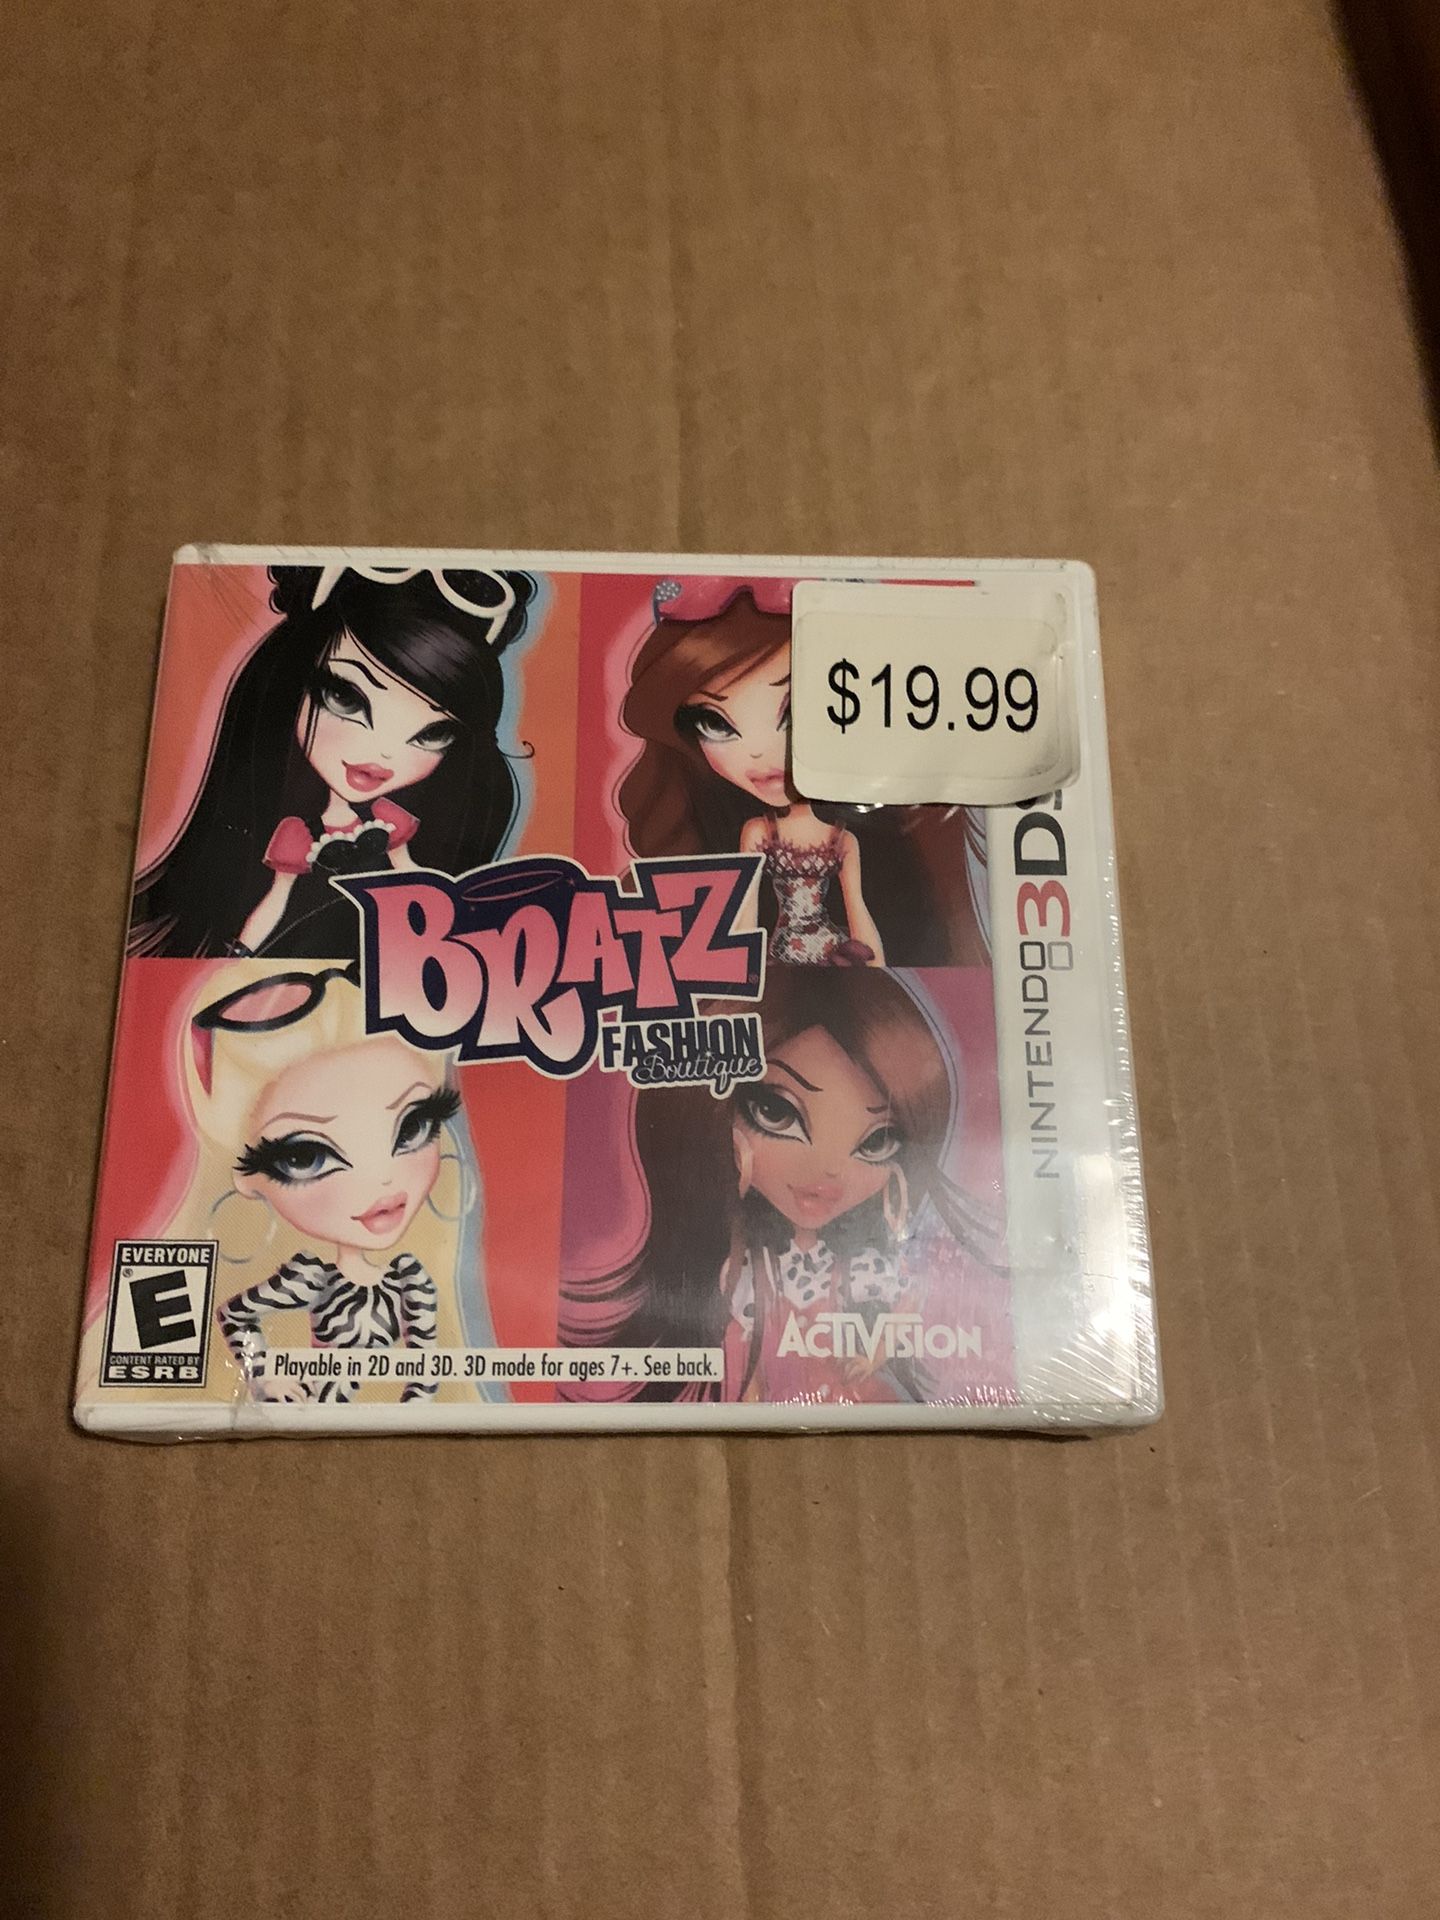 $19.99
NINTENDO 3DS
BRATZ
FASHION
Boutique
EVERYONE
E
CONTENT RATED BY
ESRB
Playable in 2D and 3D. 3D mode for ages 7+. See back.
ACTIVISION